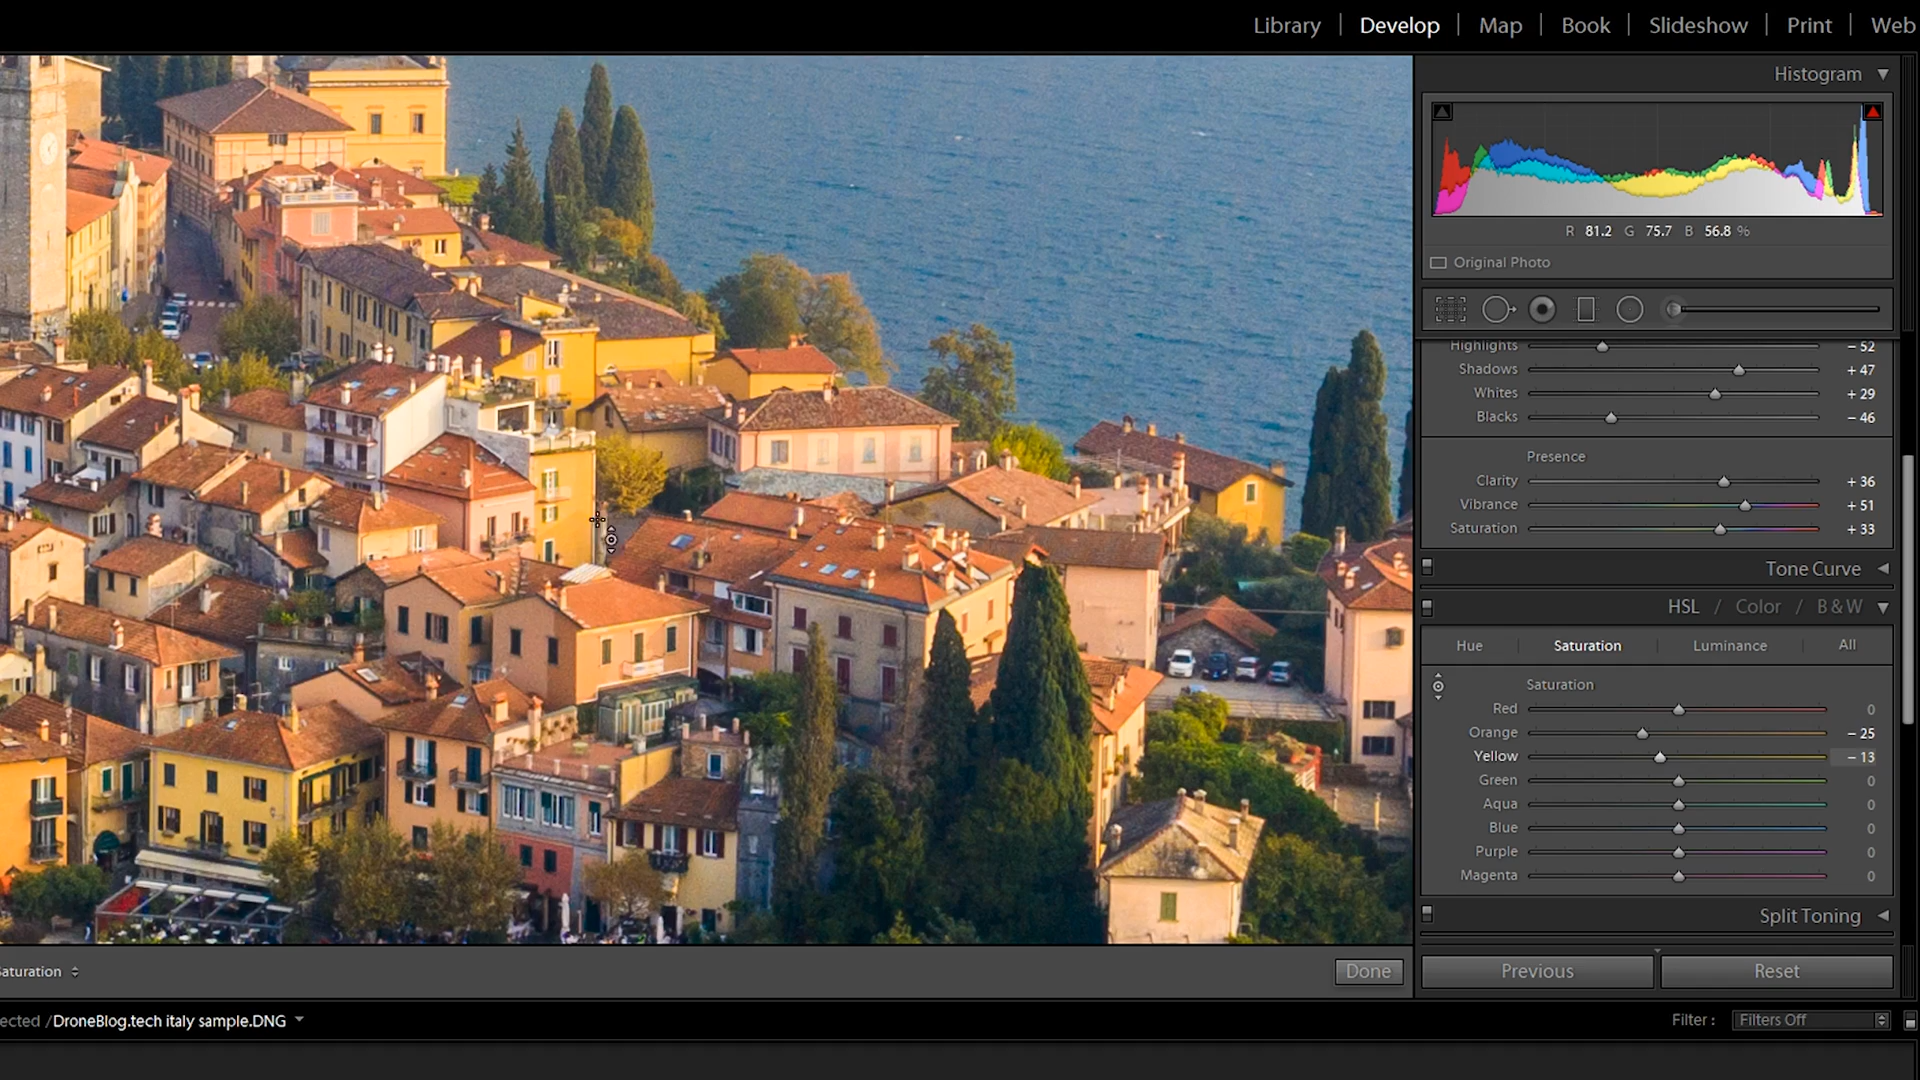 Library | Develop | Map | Book | Slideshow | Print | Web
Histogram
R 81.2 G 75.7 B 56.8 %
Original Photo
Highlights − 52
Shadows + 47
Whites + 29
Blacks − 46
Presence
Clarity + 36
Vibrance + 51
Saturation + 33
Tone Curve
HSL / Color / B & W
Hue | Saturation | Luminance | All
Saturation
Red 0
Orange − 25
Yellow − 13
Green 0
Aqua 0
Blue 0
Purple 0
Magenta 0
Split Toning
aturation Done Previous Reset
ected / DroneBlog.tech italy sample.DNG Filter : Filters Off